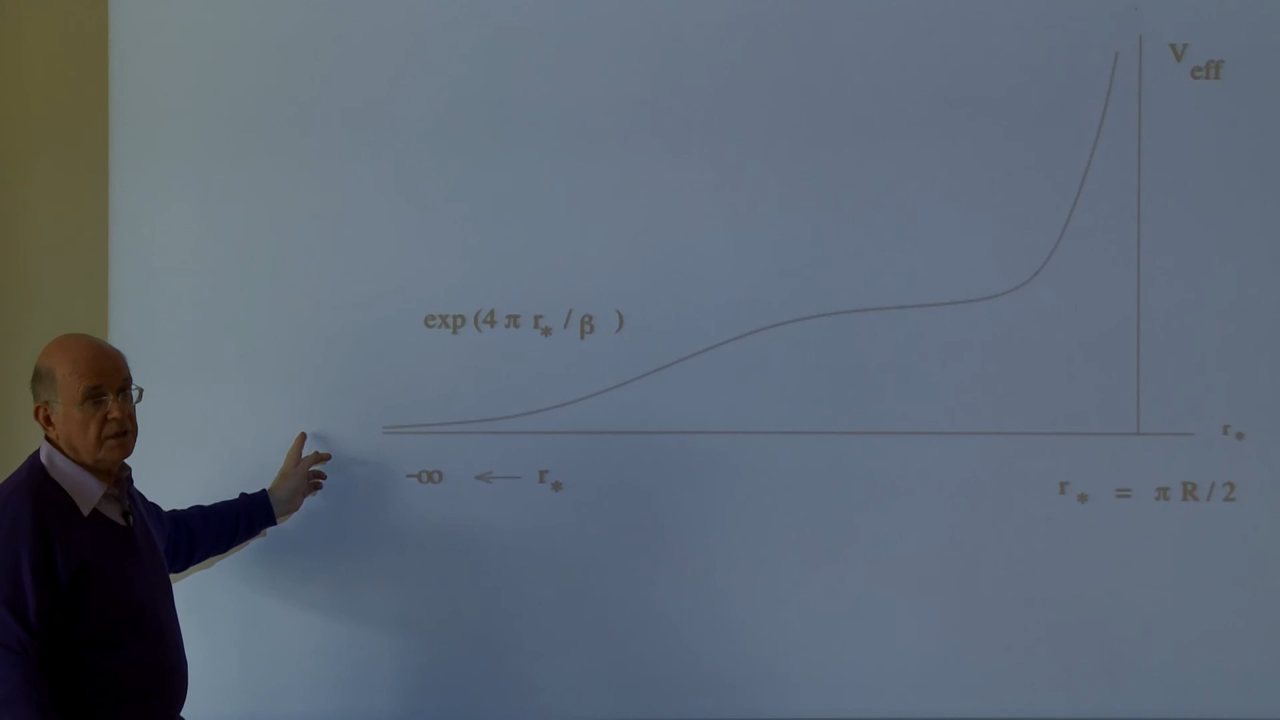 V_eff
exp (4 π r_* / β )
r_*
-∞ ← r_*
r_* = π R / 2